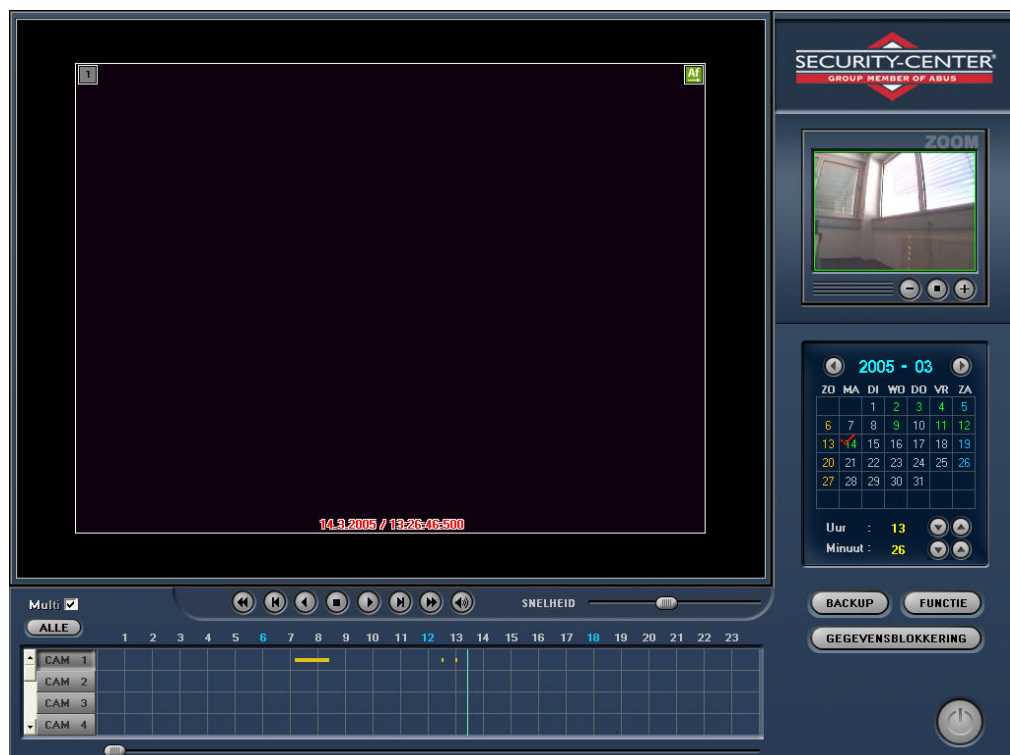 1
Af
14.3.2005 / 13:26:46:500
SECURITY-CENTER®
GROUP MEMBER OF ABUS
ZOOM
2005 - 03
ZO MA DI WO DO VR ZA
1 2 3 4 5
6 7 8 9 10 11 12
13 14 15 16 17 18 19
20 21 22 23 24 25 26
27 28 29 30 31
Uur : 13
Minuut : 26
BACKUP FUNCTIE
GEGEVENSBLOKKERING
Multi
SNELHEID
ALLE
1 2 3 4 5 6 7 8 9 10 11 12 13 14 15 16 17 18 19 20 21 22 23
CAM 1
CAM 2
CAM 3
CAM 4